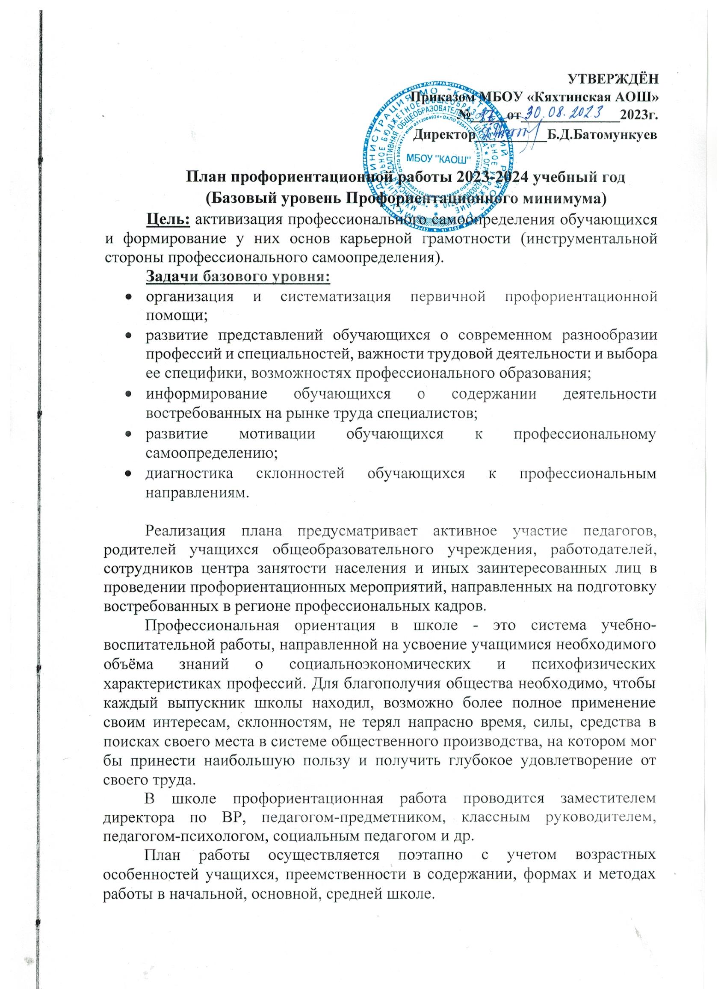 УТВЕРЖДЁН
Приказом МБОУ «Кяхтинская АОШ»
№ от 30.08.2023 2023г.
Директор Б.Д.Батомункуев
МБОУ "КАОШ"
План профориентационной работы 2023-2024 учебный год
(Базовый уровень Профориентационного минимума)
Цель: активизация профессионального самоопределения обучающихся
и формирование у них основ карьерной грамотности (инструментальной
стороны профессионального самоопределения).
Задачи базового уровня:
• организация и систематизация первичной профориентационной
помощи;
• развитие представлений обучающихся о современном разнообразии
профессий и специальностей, важности трудовой деятельности и выбора
ее специфики, возможностях профессионального образования;
• информирование обучающихся о содержании деятельности
востребованных на рынке труда специалистов;
• развитие мотивации обучающихся к профессиональному
самоопределению;
• диагностика склонностей обучающихся к профессиональным
направлениям.
Реализация плана предусматривает активное участие педагогов,
родителей учащихся общеобразовательного учреждения, работодателей,
сотрудников центра занятости населения и иных заинтересованных лиц в
проведении профориентационных мероприятий, направленных на подготовку
востребованных в регионе профессиональных кадров.
Профессиональная ориентация в школе - это система учебно-
воспитательной работы, направленной на усвоение учащимися необходимого
объёма знаний о социальноэкономических и психофизических
характеристиках профессий. Для благополучия общества необходимо, чтобы
каждый выпускник школы находил, возможно более полное применение
своим интересам, склонностям, не терял напрасно время, силы, средства в
поисках своего места в системе общественного производства, на котором мог
бы принести наибольшую пользу и получить глубокое удовлетворение от
своего труда.
В школе профориентационная работа проводится заместителем
директора по ВР, педагогом-предметником, классным руководителем,
педагогом-психологом, социальным педагогом и др.
План работы осуществляется поэтапно с учетом возрастных
особенностей учащихся, преемственности в содержании, формах и методах
работы в начальной, основной, средней школе.